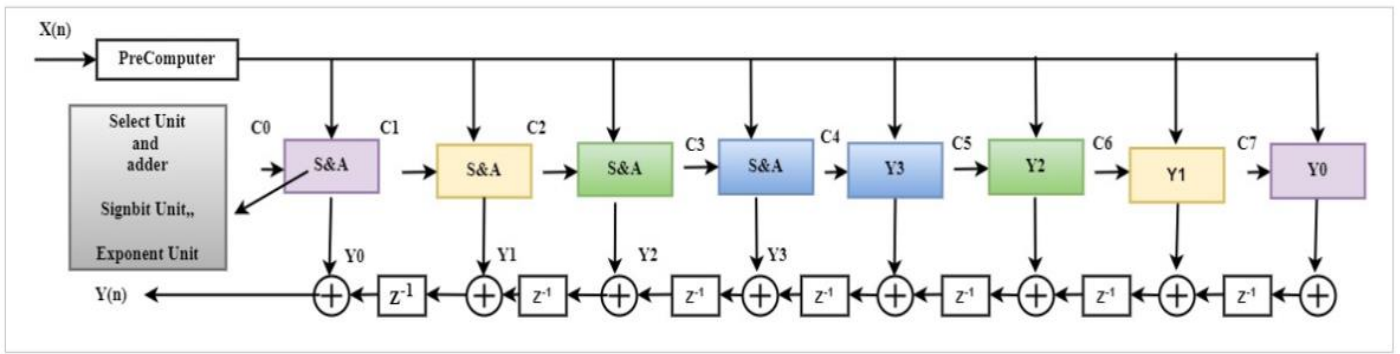 X(n)
PreComputer
Select Unit
and
adder
Signbit Unit,,
Exponent Unit
C0
S&A
C1
S&A
C2
S&A
C3
S&A
C4
Y3
C5
Y2
C6
Y1
C7
Y0
Y0
Y1
Y2
Y3
Y(n)
+
z-1
+
z-1
+
z-1
+
z-1
+
z-1
+
z-1
+
z-1
+